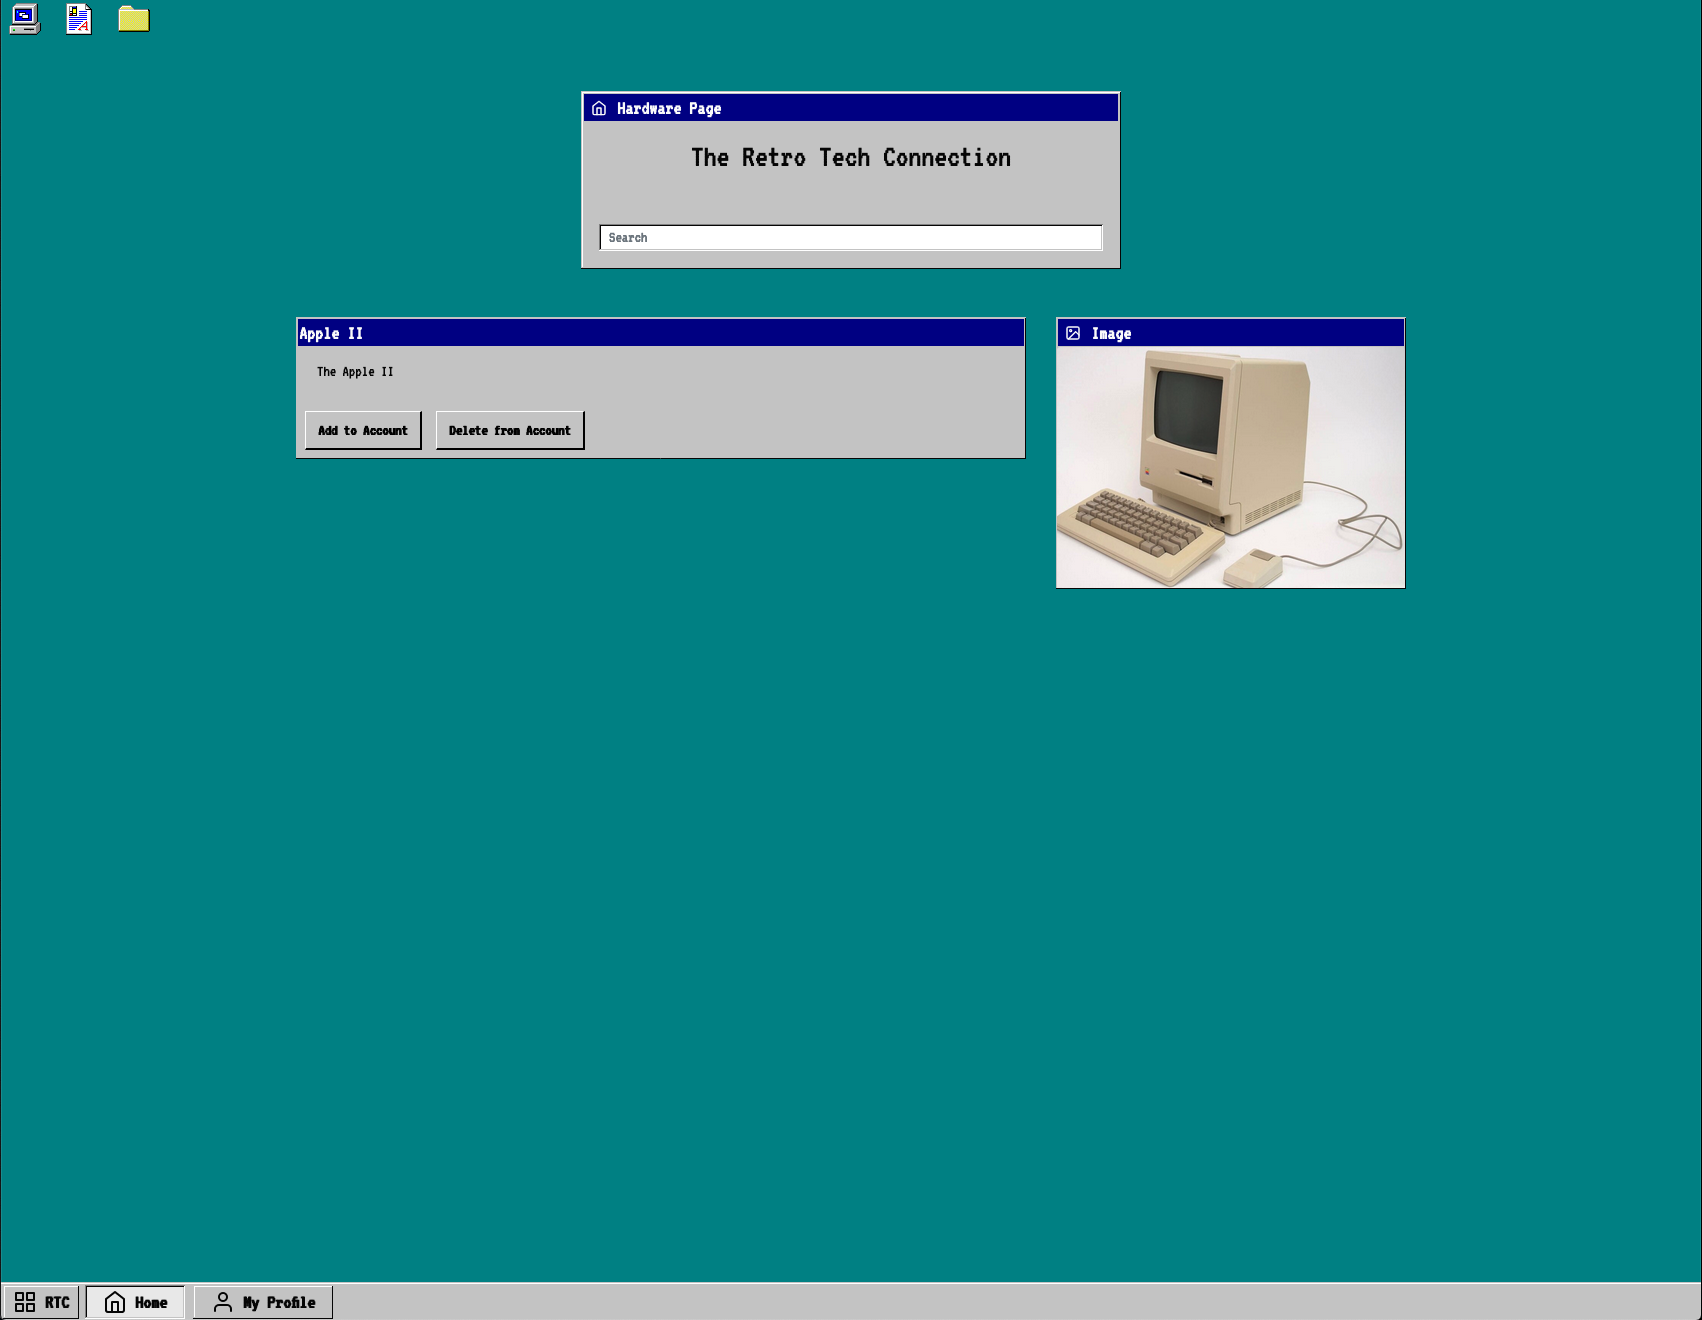 Hardware Page
The Retro Tech Connection
Search
Apple II
The Apple II
Add to Account
Delete from Account
Image
RTC
Home
My Profile